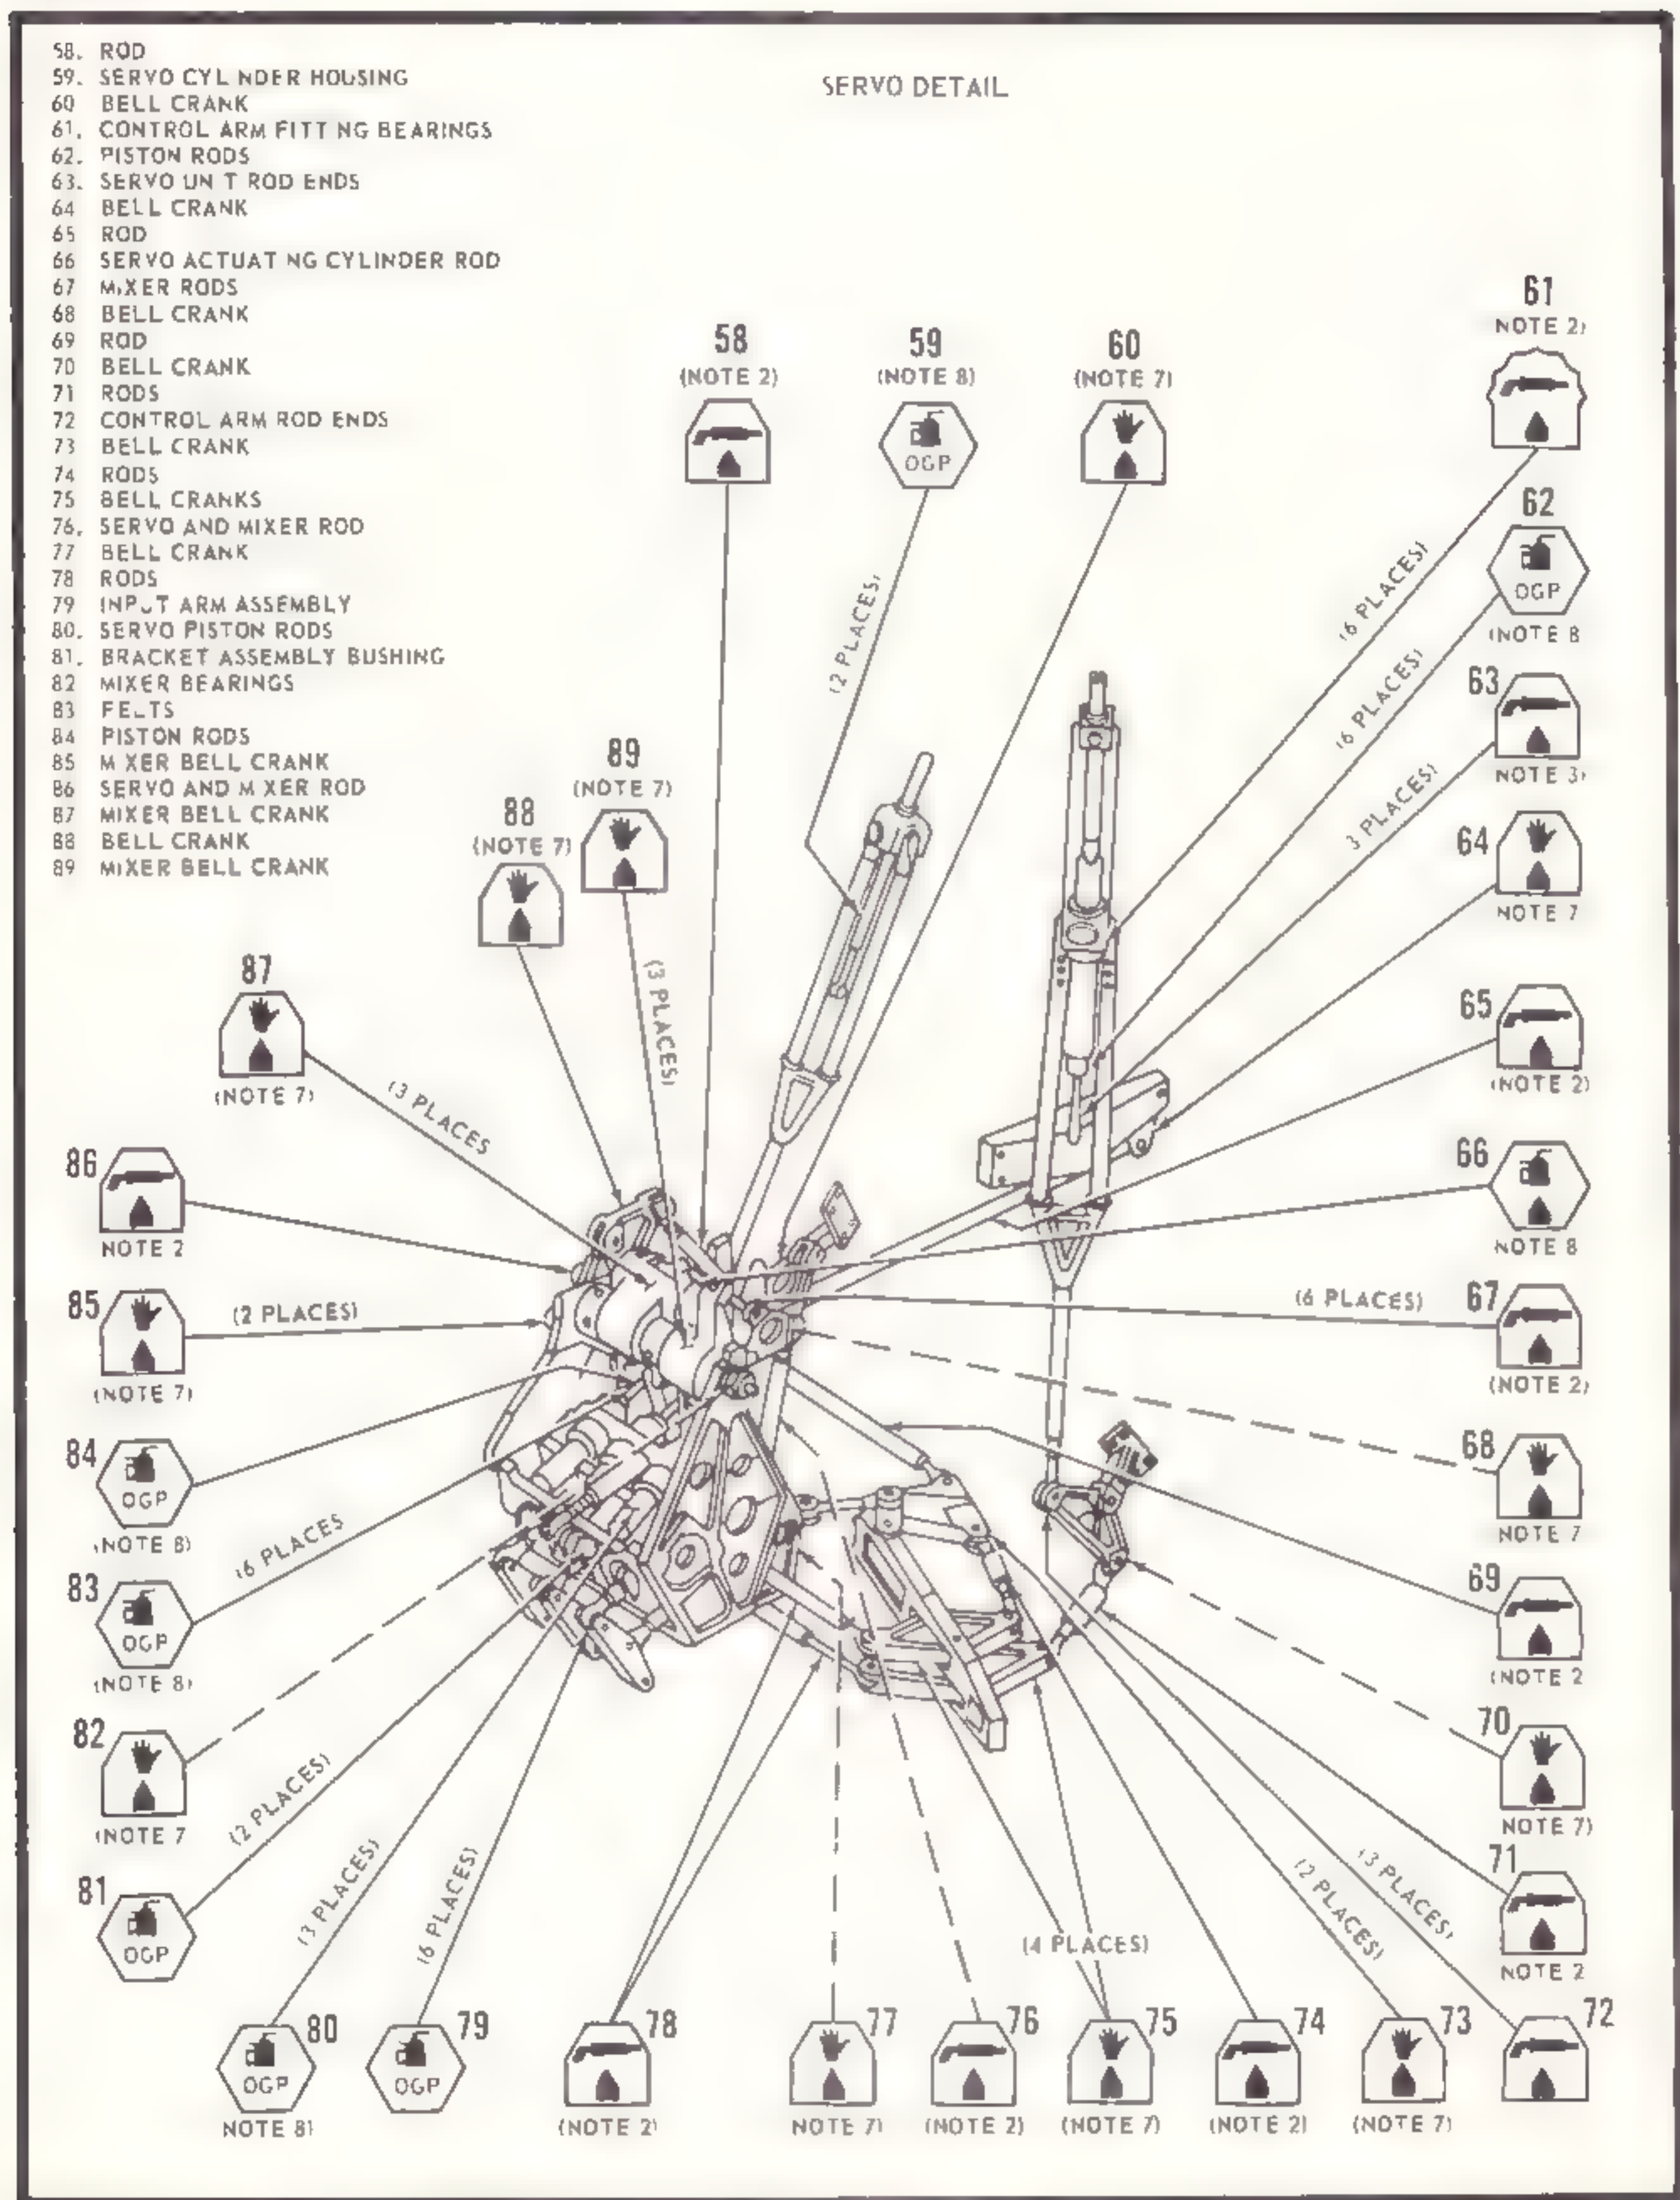 58. ROD
59. SERVO CYL NDER HOUSING
60 BELL CRANK
61. CONTROL ARM FITT NG BEARINGS
62. PISTON RODS
63. SERVO UN T ROD ENDS
64 BELL CRANK
65 ROD
66 SERVO ACTUAT NG CYLINDER ROD
67 MIXER RODS
68 BELL CRANK
69 ROD
70 BELL CRANK
71 RODS
72 CONTROL ARM ROD ENDS
73 BELL CRANK
74 RODS
75 BELL CRANKS
76. SERVO AND MIXER ROD
77 BELL CRANK
78 RODS
79 INPUT ARM ASSEMBLY
80. SERVO PISTON RODS
81. BRACKET ASSEMBLY BUSHING
82 MIXER BEARINGS
83 FELTS
84 PISTON RODS
85 M XER BELL CRANK
86 SERVO AND M XER ROD
87 MIXER BELL CRANK
88 BELL CRANK
89 MIXER BELL CRANK
SERVO DETAIL
58
(NOTE 2)
59
(NOTE 8)
OGP
(2 PLACES)
60
(NOTE 7)
61
NOTE 2)
(6 PLACES)
62
OGP
(NOTE 8
(6 PLACES)
63
NOTE 3)
3 PLACES)
64
NOTE 7
65
(NOTE 2)
66
NOTE 8
67
(6 PLACES)
(NOTE 2)
68
NOTE 7
69
(NOTE 2
70
NOTE 7)
71
NOTE 2
72
(3 PLACES)
73
(2 PLACES)
(NOTE 7)
74
(NOTE 2)
75
(4 PLACES)
(NOTE 7)
76
(NOTE 2)
77
NOTE 7)
78
(NOTE 2)
79
OGP
(6 PLACES)
80
OGP
NOTE 8)
(3 PLACES)
81
OGP
(2 PLACES)
82
(NOTE 7
83
OGP
(NOTE 8)
(6 PLACES
84
OGP
(NOTE 8)
85
(2 PLACES)
(NOTE 7)
86
NOTE 2
87
(NOTE 7)
(3 PLACES
88
(NOTE 7)
89
(NOTE 7)
(3 PLACES)